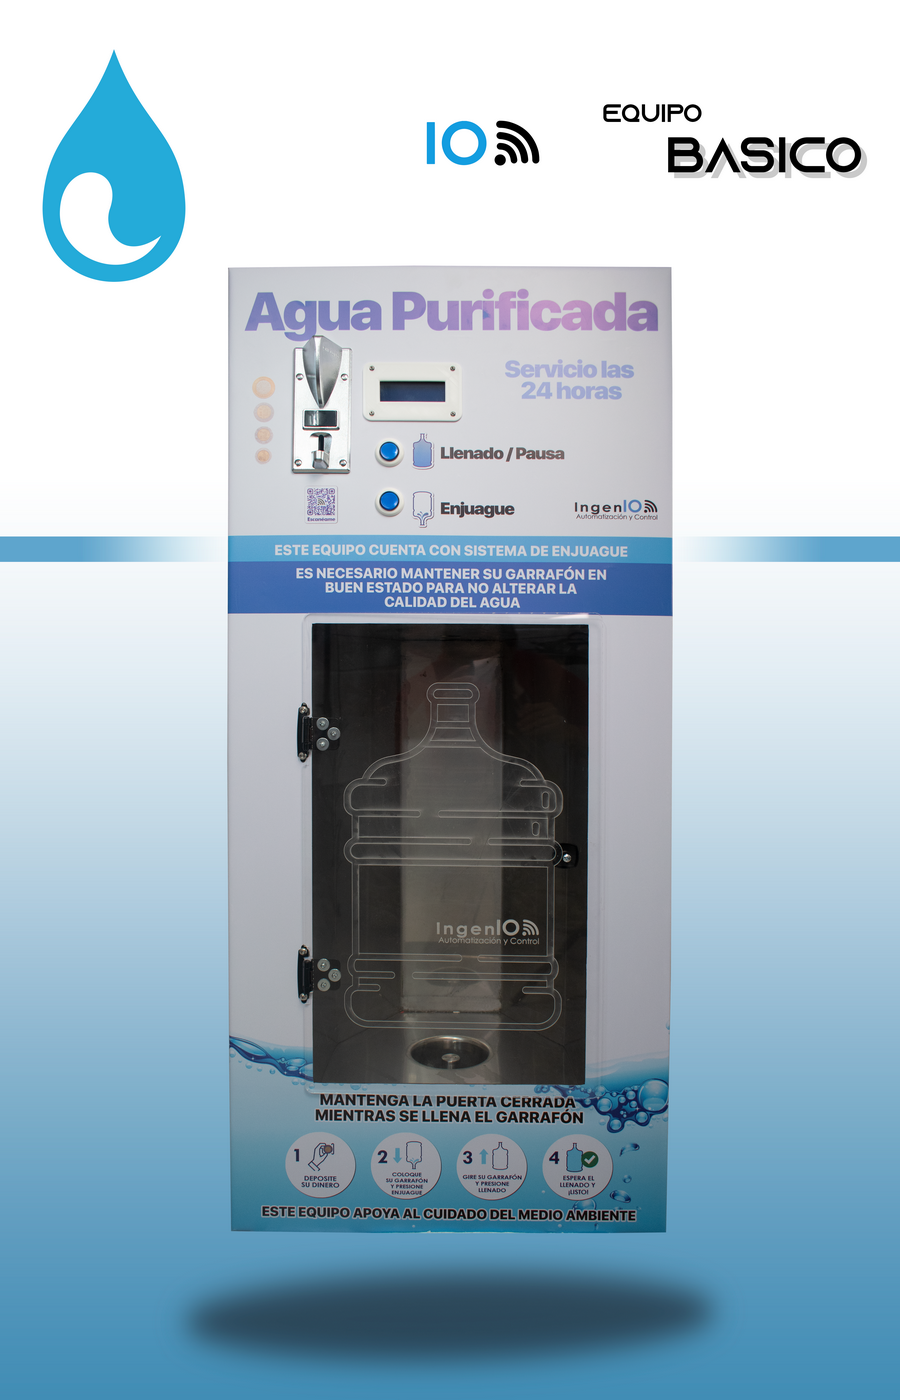 IO
EQUIPO
BASICO
Agua Purificada
Servicio las
24 horas
Llenado / Pausa
Escanéame
Enjuague
IngenIO
Automatización y Control
ESTE EQUIPO CUENTA CON SISTEMA DE ENJUAGUE
ES NECESARIO MANTENER SU GARRAFÓN EN
BUEN ESTADO PARA NO ALTERAR LA
CALIDAD DEL AGUA
IngenIO
Automatización y Control
MANTENGA LA PUERTA CERRADA
MIENTRAS SE LLENA EL GARRAFÓN
1
DEPOSITE
SU DINERO
2
COLOQUE
SU GARRAFÓN
Y PRESIONE
ENJUAGUE
3
GIRE SU GARRAFÓN
Y PRESIONE
LLENADO
4
ESPERA EL
LLENADO Y
¡LISTO!
ESTE EQUIPO APOYA AL CUIDADO DEL MEDIO AMBIENTE